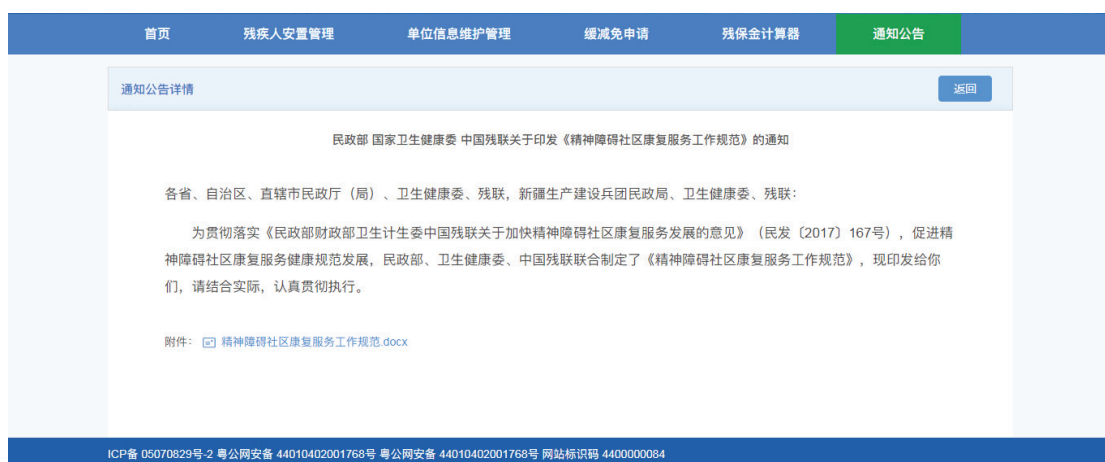 首页 残疾人安置管理 单位信息维护管理 缓减免申请 残保金计算器 通知公告
通知公告详情 返回
民政部 国家卫生健康委 中国残联关于印发《精神障碍社区康复服务工作规范》的通知
各省、自治区、直辖市民政厅（局）、卫生健康委、残联，新疆生产建设兵团民政局、卫生健康委、残联：
为贯彻落实《民政部财政部卫生计生委中国残联关于加快精神障碍社区康复服务发展的意见》（民发〔2017〕167号），促进精
神障碍社区康复服务健康规范发展，民政部、卫生健康委、中国残联联合制定了《精神障碍社区康复服务工作规范》，现印发给你
们，请结合实际，认真贯彻执行。
附件： 精神障碍社区康复服务工作规范.docx
ICP备 05070829号-2 粤公网安备 44010402001768号 粤公网安备 44010402001768号 网站标识码 4400000084